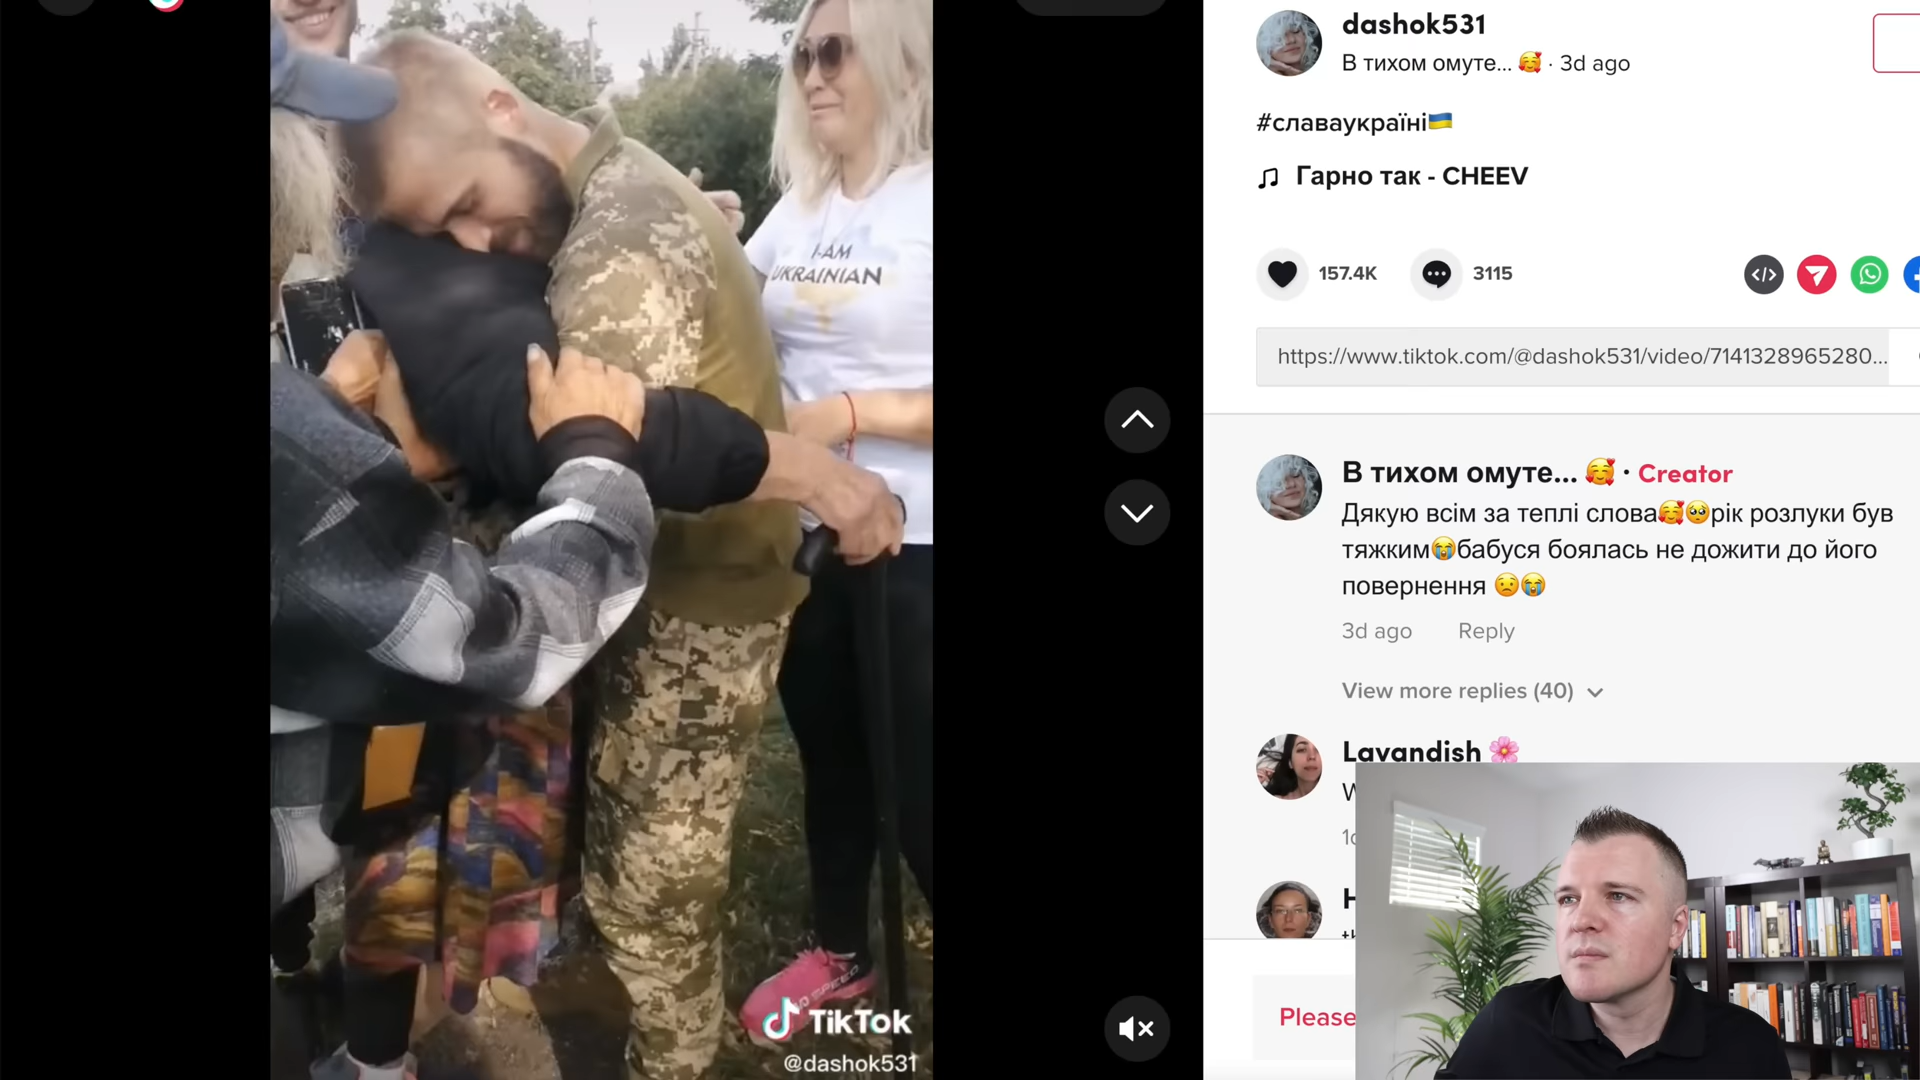 I AM
UKRAINIAN
TikTok
@dashok531
dashok531
В тихом омуте... 🥰 · 3d ago
#славаукраїні🇺🇦
Гарно так - CHEEV
157.4K
3115
https://www.tiktok.com/@dashok531/video/7141328965280...
В тихом омуте... 🥰 · Creator
Дякую всім за теплі слова🥰🥺рік розлуки був
тяжким😭бабуся боялась не дожити до його
повернення 😟😭
3d ago Reply
View more replies (40)
Lavandish 🌸
Please